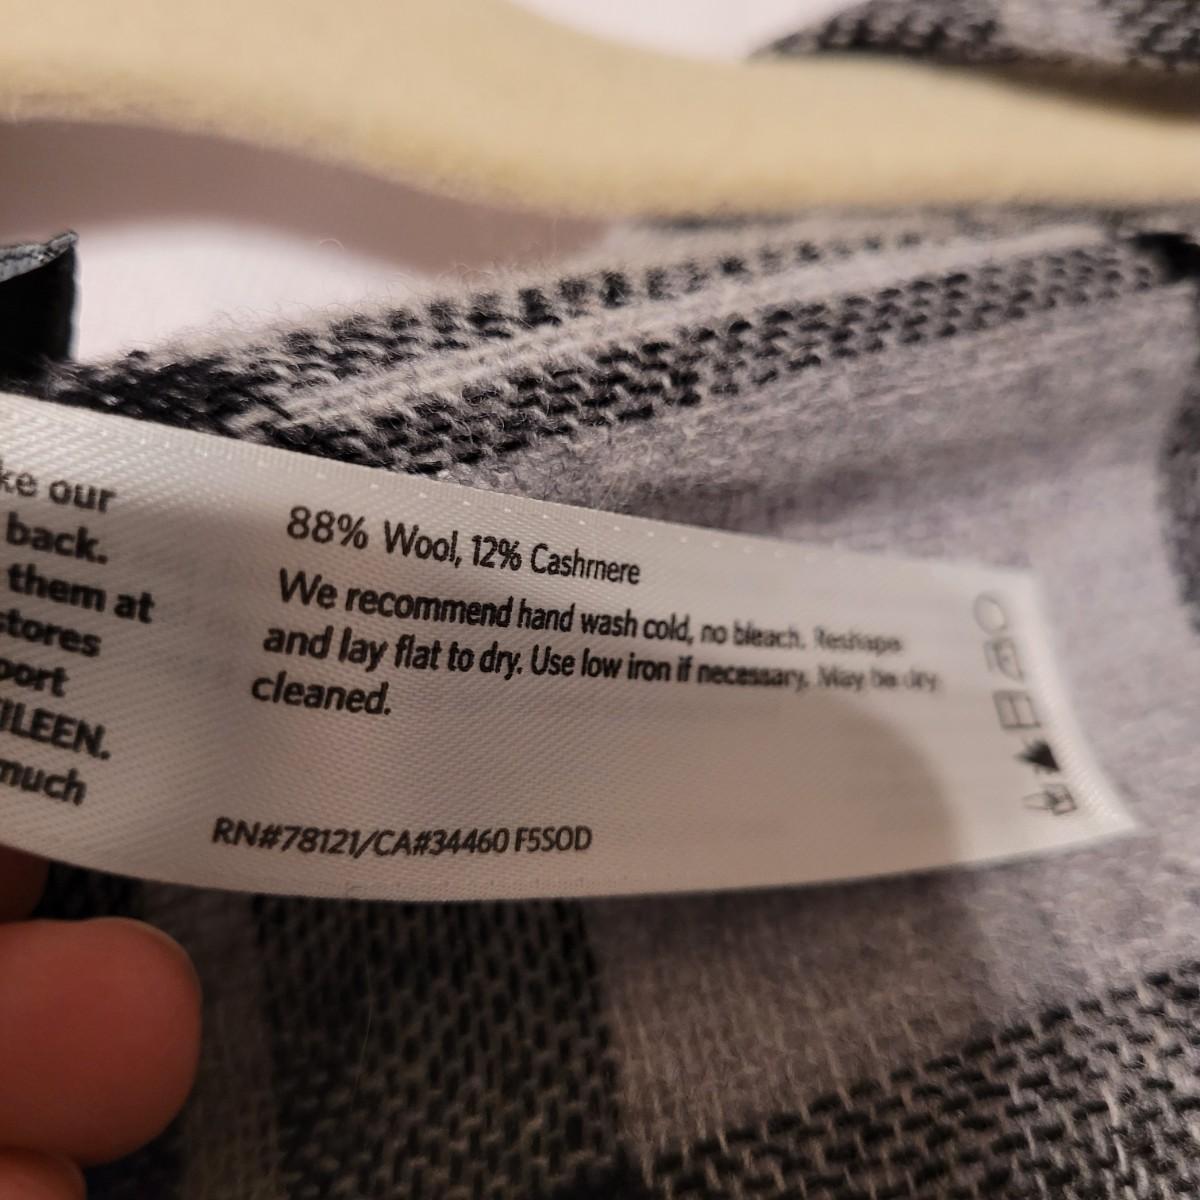 ke our
back.
them at
stores
port
EILEEN.
much
88% Wool, 12% Cashmere
We recommend hand wash cold, no bleach. Reshape
and lay flat to dry. Use low iron if necessary. May be dry
cleaned.
RN#78121/CA#34460 F5SOD